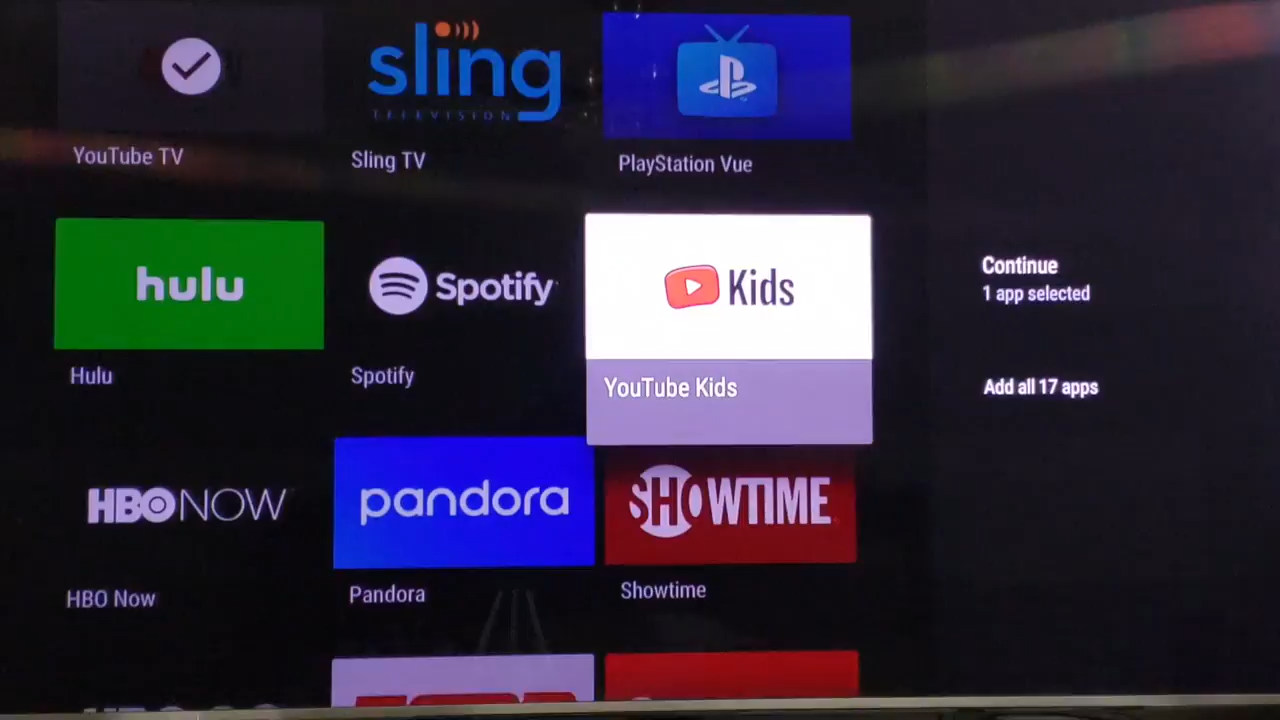 sling
TELEVISION
YouTube TV
Sling TV
PlayStation Vue
hulu
Spotify
Kids
Continue
1 app selected
Hulu
Spotify
YouTube Kids
Add all 17 apps
HBO NOW
pandora
SHOWTIME
HBO Now
Pandora
Showtime